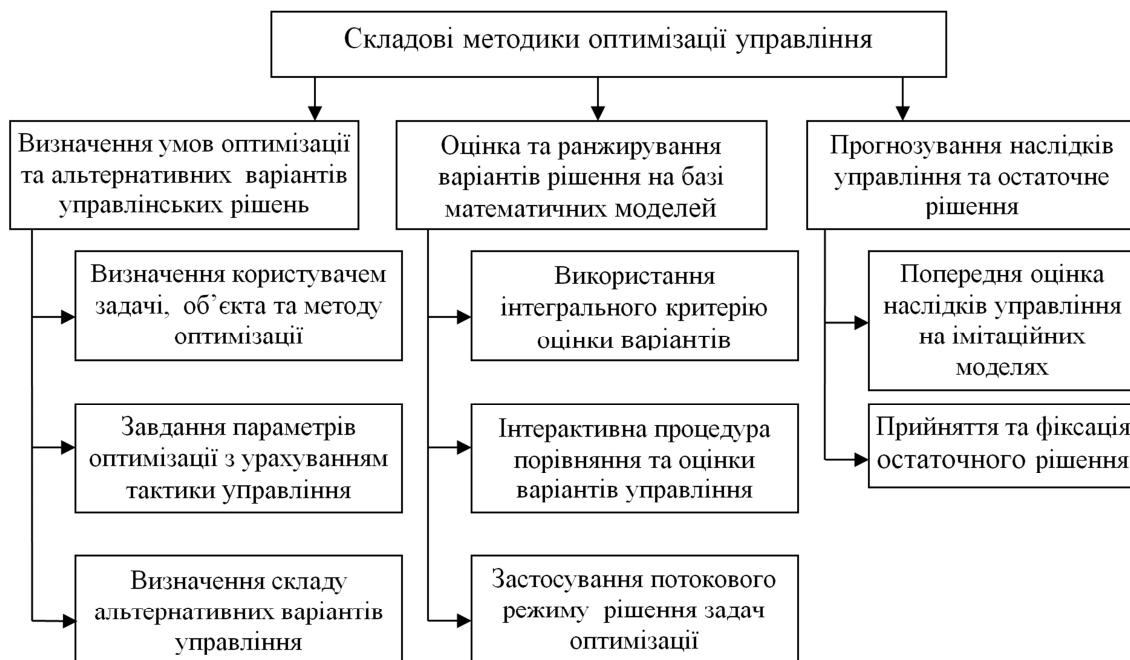 Складові методики оптимізації управління
Визначення умов оптимізації
та альтернативних варіантів
управлінських рішень
Визначення користувачем
задачі, об’єкта та методу
оптимізації
Завдання параметрів
оптимізації з урахуванням
тактики управління
Визначення складу
альтернативних варіантів
управління
Оцінка та ранжирування
варіантів рішення на базі
математичних моделей
Використання
інтегрального критерію
оцінки варіантів
Інтерактивна процедура
порівняння та оцінки
варіантів управління
Застосування потокового
режиму рішення задач
оптимізації
Прогнозування наслідків
управління та остаточне
рішення
Попередня оцінка
наслідків управління
на імітаційних
моделях
Прийняття та фіксація
остаточного рішення